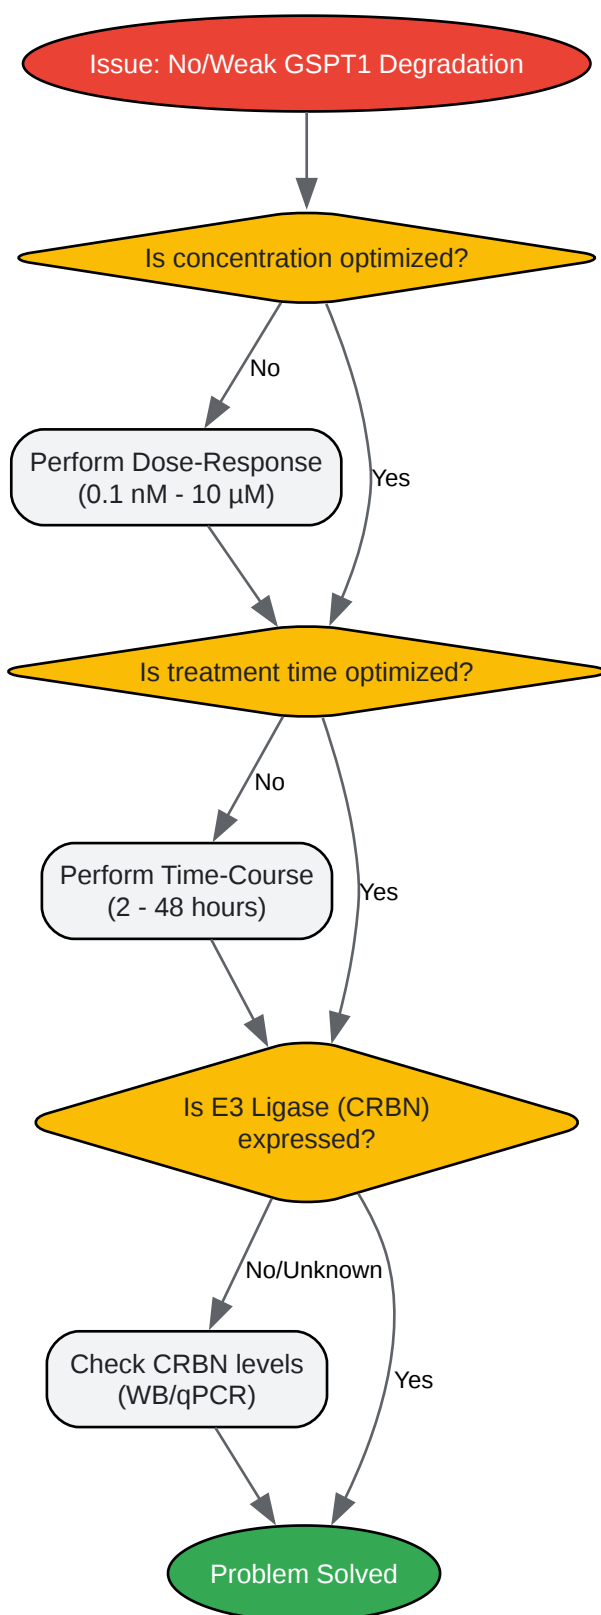 Issue: No/Weak GSPT1 Degradation
Is concentration optimized?
No
Perform Dose-Response
(0.1 nM - 10 µM)
Yes
Is treatment time optimized?
No
Perform Time-Course
(2 - 48 hours)
Yes
Is E3 Ligase (CRBN)
expressed?
No/Unknown
Check CRBN levels
(WB/qPCR)
Yes
Problem Solved